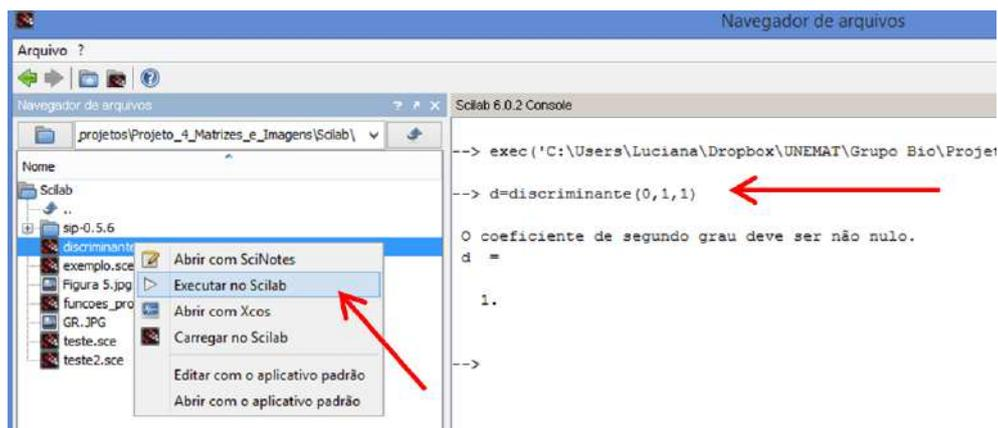 Navegador de arquivos
Arquivo ?
Navegador de arquivos ? X
projetos\Projeto_4_Matrizes_e_Imagens\Scilab\
Nome
Scilab
..
sip-0.5.6
discriminante
exemplo.sce
Figura 5.jpg
funcoes_pro
GR.JPG
teste.sce
teste2.sce
Abrir com SciNotes
Executar no Scilab
Abrir com Xcos
Carregar no Scilab
Editar com o aplicativo padrão
Abrir com o aplicativo padrão
Scilab 6.0.2 Console
--> exec('C:\Users\Luciana\Dropbox\UNEMAT\Grupo Bio\Projet
--> d=discriminante(0,1,1)
O coeficiente de segundo grau deve ser não nulo.
d =
1.
-->